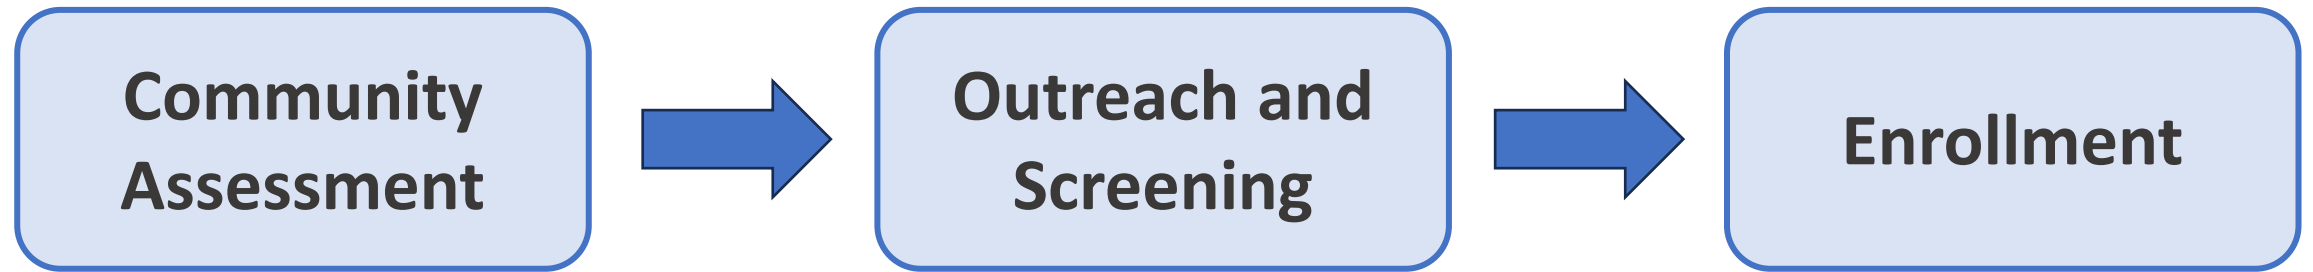 Community
Assessment
Outreach and
Screening
Enrollment